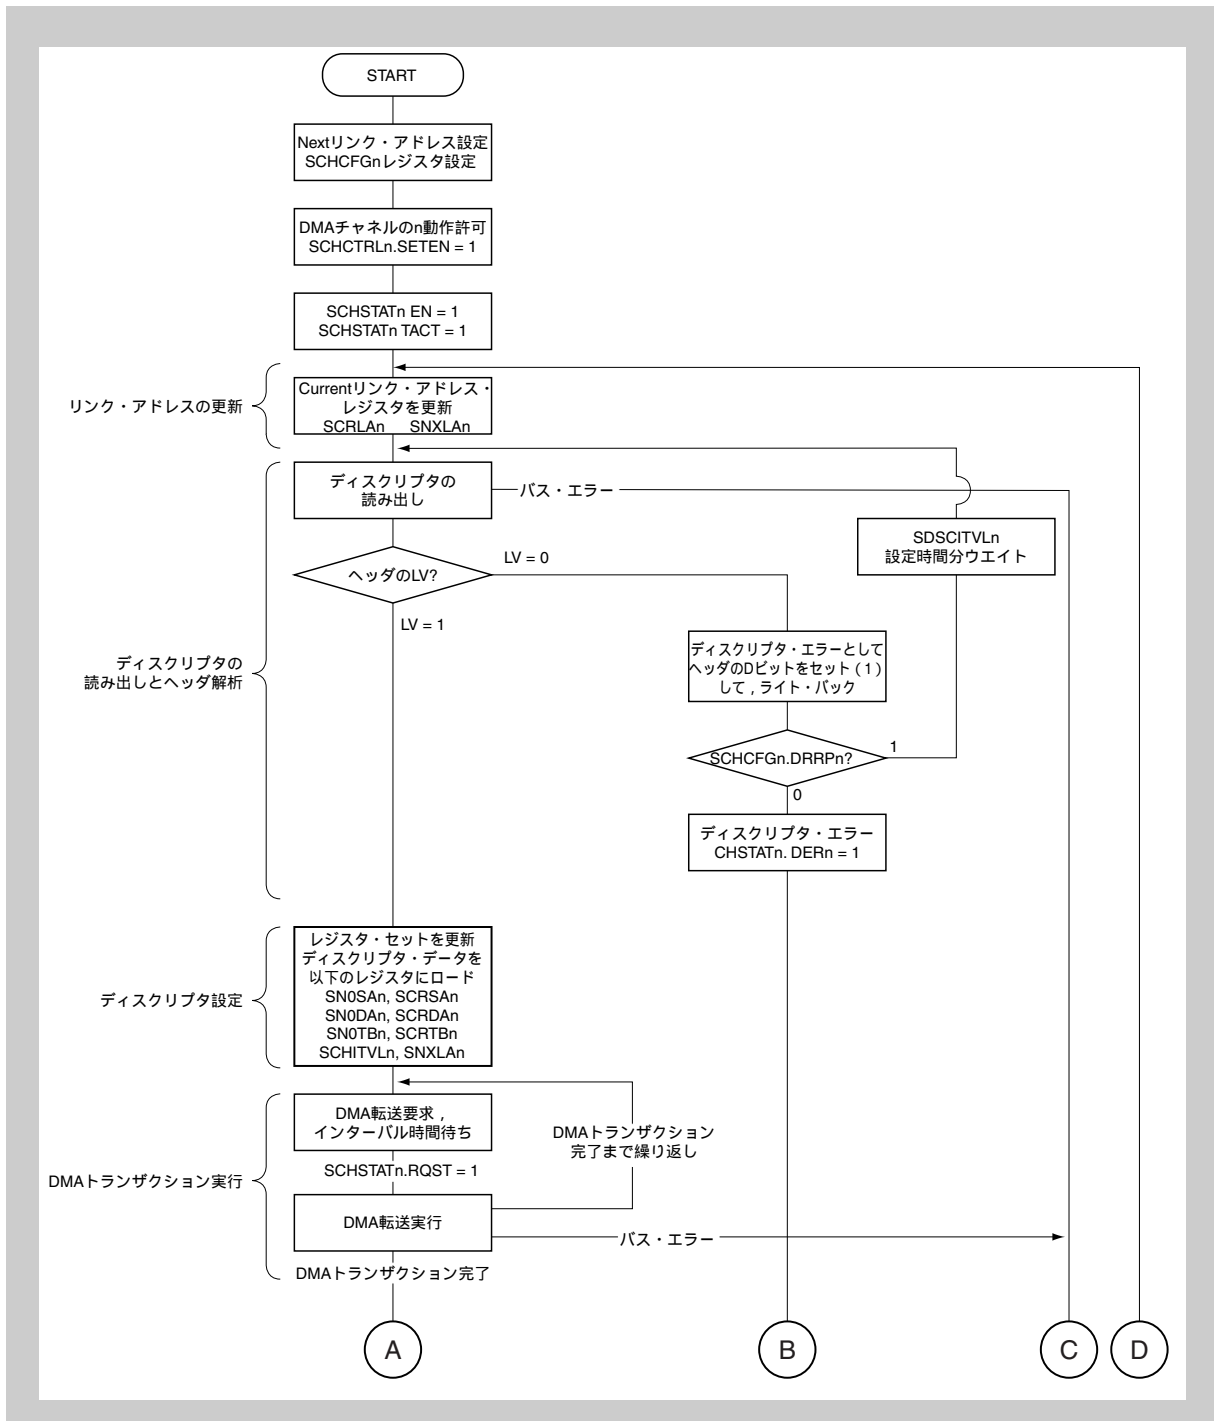 START
Nextリンク・アドレス設定
SCHCFGnレジスタ設定
DMAチャネルのn動作許可
SCHCTRLn.SETEN = 1
SCHSTATn EN = 1
SCHSTATn TACT = 1
リンク・アドレスの更新
Currentリンク・アドレス・
レジスタを更新
SCRLAn SNXLAn
ディスクリプタの
読み出し
バス・エラー
SDSCITVLn
設定時間分ウエイト
ヘッダのLV?
LV = 0
LV = 1
ディスクリプタの
読み出しとヘッダ解析
ディスクリプタ・エラーとして
ヘッダのDビットをセット（1）
して，ライト・バック
SCHCFGn.DRRPn?
1
0
ディスクリプタ・エラー
CHSTATn. DERn = 1
ディスクリプタ設定
レジスタ・セットを更新
ディスクリプタ・データを
以下のレジスタにロード
SN0SAn, SCRSAn
SN0DAn, SCRDAn
SN0TBn, SCRTBn
SCHITVLn, SNXLAn
DMAトランザクション実行
DMA転送要求，
インターバル時間待ち
DMAトランザクション
完了まで繰り返し
SCHSTATn.RQST = 1
DMA転送実行
バス・エラー
DMAトランザクション完了
A
B
C
D